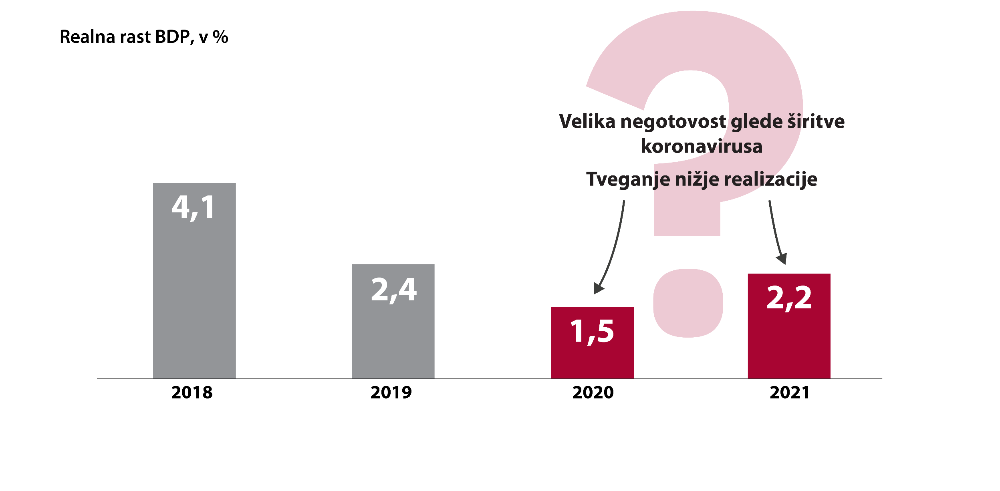 Realna rast BDP, v %
Velika negotovost glede širitve
koronavirusa
Tveganje nižje realizacije
4,1
2,4
1,5
2,2
2018
2019
2020
2021